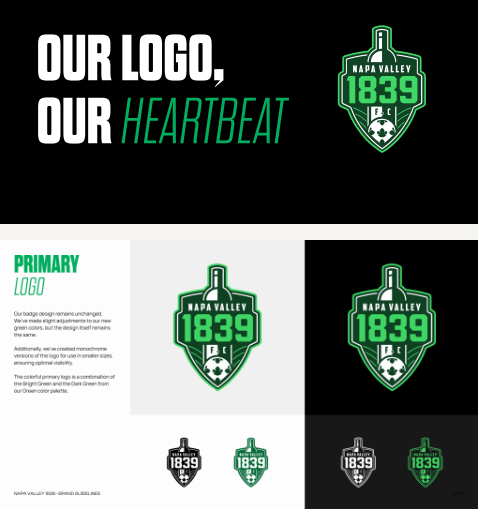 OUR LOGO,
OUR HEARTBEAT
NAPA VALLEY
1839
F C
PRIMARY
LOGO
Our badge design remains unchanged.
We've made slight adjustments to our new
green colors, but the design itself remains
the same.
Additionally, we've created monochrome
versions of the logo for use in smaller sizes,
ensuring optimal visibility.
The colorful primary logo is a combination of
the Bright Green and the Dark Green from
our Green color palette.
NAPA VALLEY
1839
F C
NAPA VALLEY
1839
F C
NAPA VALLEY
1839
NAPA VALLEY
1839
NAPA VALLEY
1839
NAPA VALLEY
1839
NAPA VALLEY 1839 - BRAND GUIDELINES